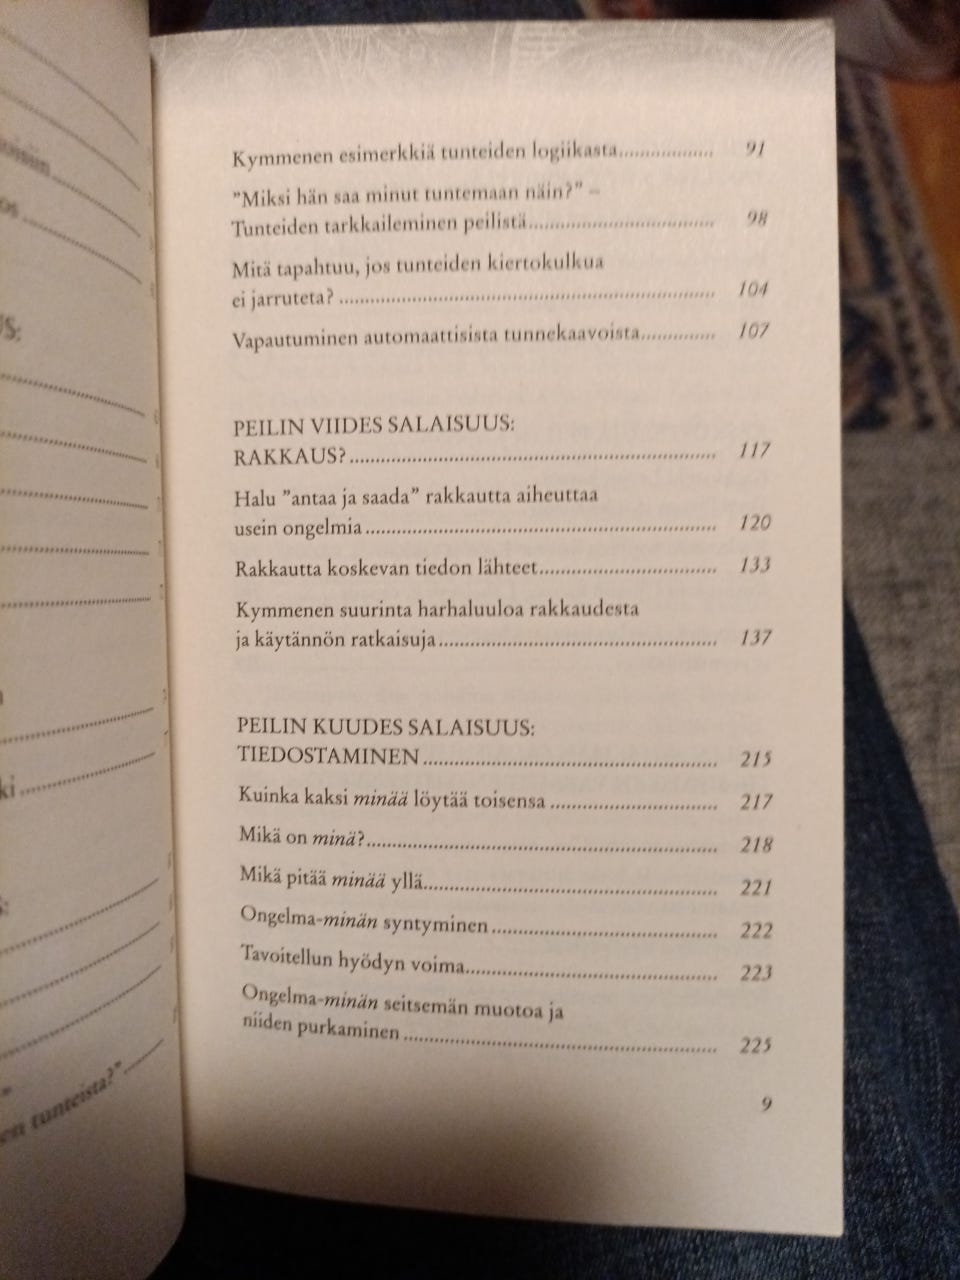 Kymmenen esimerkkiä tunteiden logiikasta.................. 91
"Miksi hän saa minut tuntemaan näin?" –
Tunteiden tarkkaileminen peilistä................................... 98
Mitä tapahtuu, jos tunteiden kiertokulkua
ei jarruteta? ........................................................................ 104
Vapautuminen automaattisista tunnekaavoista.............. 107
PEILIN VIIDES SALAISUUS:
RAKKAUS?...................................................................... 117
Halu "antaa ja saada" rakkautta aiheuttaa
usein ongelmia.................................................................. 120
Rakkautta koskevan tiedon lähteet.................................. 133
Kymmenen suurinta harhaluuloa rakkaudesta
ja käytännön ratkaisuja..................................................... 137
PEILIN KUUDES SALAISUUS:
TIEDOSTAMINEN.......................................................... 215
Kuinka kaksi minää löytää toisensa ................................ 217
Mikä on minä?.................................................................. 218
Mikä pitää minää yllä....................................................... 221
Ongelma-minän syntyminen........................................... 222
Tavoitellun hyödyn voima................................................ 223
Ongelma-minän seitsemän muotoa ja
niiden purkaminen........................................................... 225
9
tunteista?"